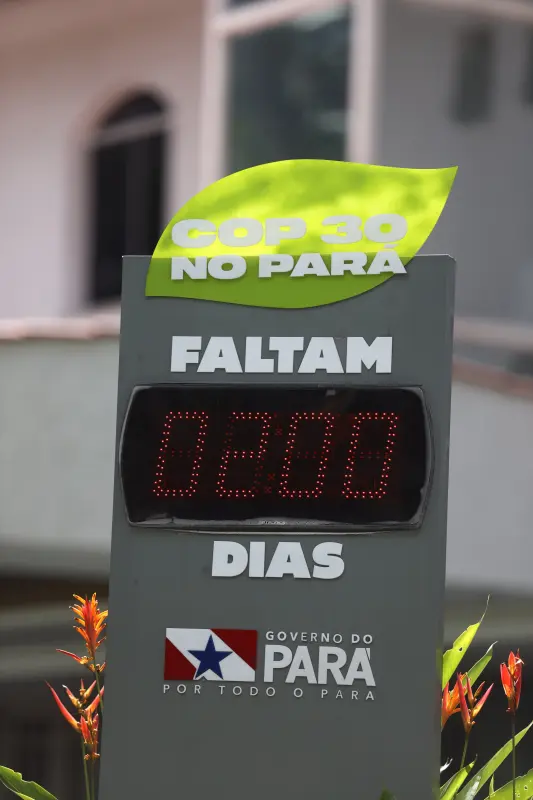 COP 30
NO PARÁ
FALTAM
0200
DIAS
GOVERNO DO
PARÁ
POR TODO O PARÁ